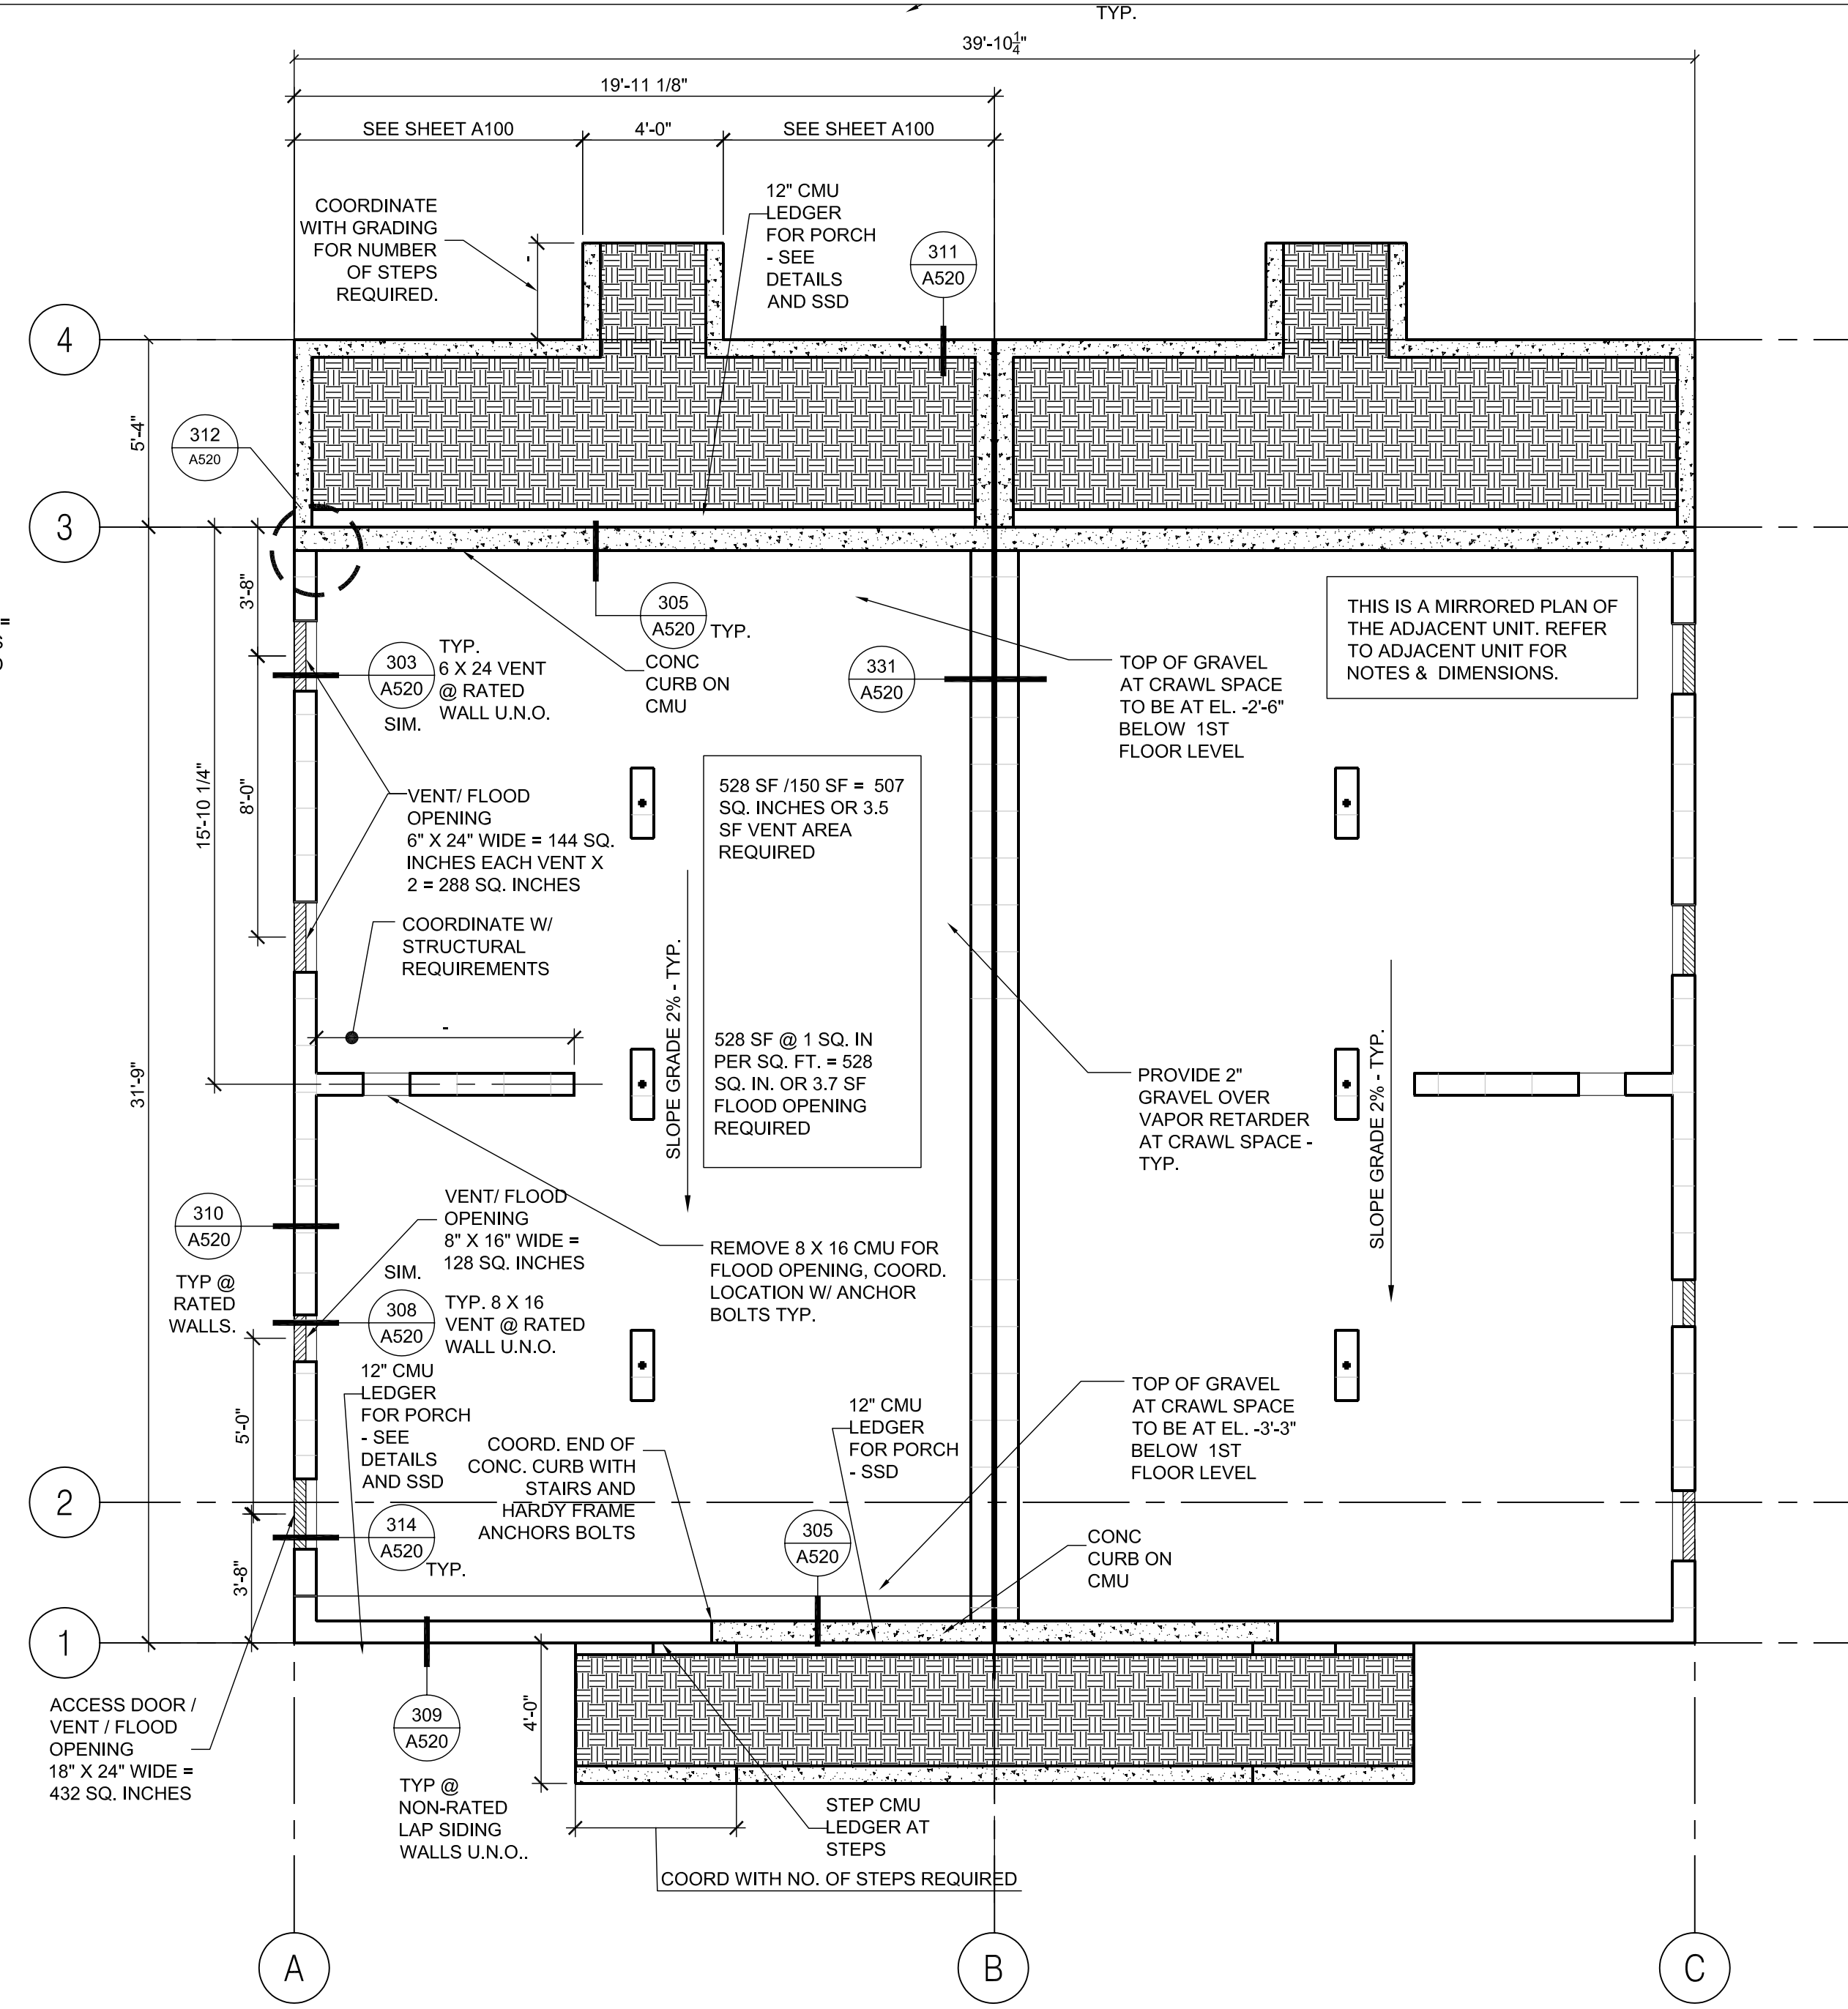 TYP.
39'-10 1/4"
19'-11 1/8"
SEE SHEET A100
4'-0"
SEE SHEET A100
COORDINATE
WITH GRADING
FOR NUMBER
OF STEPS
REQUIRED.
-
12" CMU
LEDGER
FOR PORCH
- SEE
DETAILS
AND SSD
311
A520
4
5'-4"
312
A520
3
3'-8"
305
A520
TYP.
303
A520
SIM.
TYP.
6 X 24 VENT
@ RATED
WALL U.N.O.
CONC
CURB ON
CMU
331
A520
TOP OF GRAVEL
AT CRAWL SPACE
TO BE AT EL. -2'-6"
BELOW 1ST
FLOOR LEVEL
THIS IS A MIRRORED PLAN OF
THE ADJACENT UNIT. REFER
TO ADJACENT UNIT FOR
NOTES & DIMENSIONS.
15'-10 1/4"
8'-0"
VENT/ FLOOD
OPENING
6" X 24" WIDE = 144 SQ.
INCHES EACH VENT X
2 = 288 SQ. INCHES
528 SF /150 SF = 507
SQ. INCHES OR 3.5
SF VENT AREA
REQUIRED
COORDINATE W/
STRUCTURAL
REQUIREMENTS
-
SLOPE GRADE 2% - TYP.
528 SF @ 1 SQ. IN
PER SQ. FT. = 528
SQ. IN. OR 3.7 SF
FLOOD OPENING
REQUIRED
31'-9"
PROVIDE 2"
GRAVEL OVER
VAPOR RETARDER
AT CRAWL SPACE -
TYP.
SLOPE GRADE 2% - TYP.
310
A520
TYP @
RATED
WALLS.
VENT/ FLOOD
OPENING
8" X 16" WIDE =
128 SQ. INCHES
SIM.
308
A520
TYP. 8 X 16
VENT @ RATED
WALL U.N.O.
REMOVE 8 X 16 CMU FOR
FLOOD OPENING, COORD.
LOCATION W/ ANCHOR
BOLTS TYP.
5'-0"
12" CMU
LEDGER
FOR PORCH
- SEE
DETAILS
AND SSD
COORD. END OF
CONC. CURB WITH
STAIRS AND
HARDY FRAME
ANCHORS BOLTS
12" CMU
LEDGER
FOR PORCH
- SSD
TOP OF GRAVEL
AT CRAWL SPACE
TO BE AT EL. -3'-3"
BELOW 1ST
FLOOR LEVEL
2
314
A520
TYP.
305
A520
CONC
CURB ON
CMU
3'-8"
1
ACCESS DOOR /
VENT / FLOOD
OPENING
18" X 24" WIDE =
432 SQ. INCHES
309
A520
TYP @
NON-RATED
LAP SIDING
WALLS U.N.O..
4'-0"
STEP CMU
LEDGER AT
STEPS
COORD WITH NO. OF STEPS REQUIRED
A
B
C